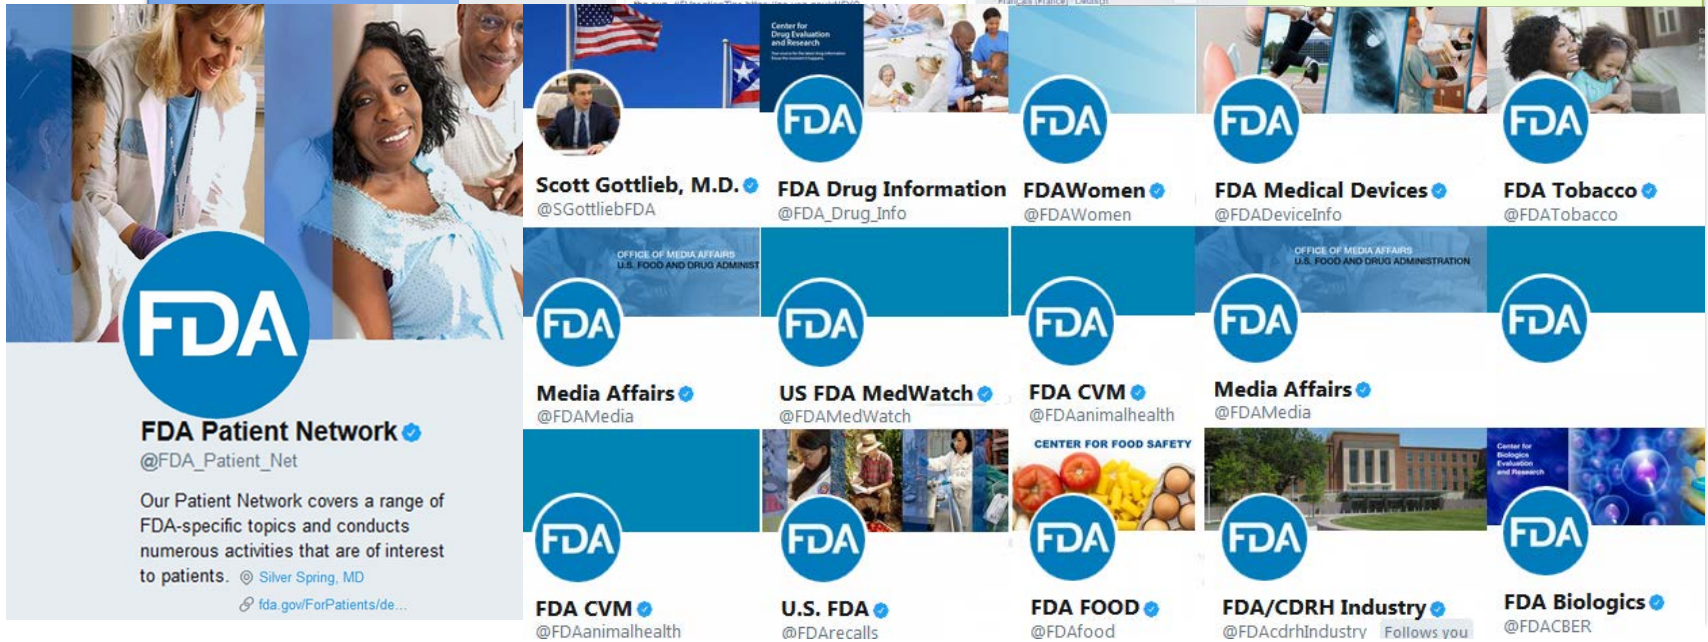 FDA
FDA Patient Network
@FDA_Patient_Net
Our Patient Network covers a range of
FDA-specific topics and conducts
numerous activities that are of interest
to patients.
Silver Spring, MD
fda.gov/ForPatients/de...
Scott Gottlieb, M.D.
@SGottliebFDA
Center for
Drug Evaluation
and Research
FDA
FDA Drug Information
@FDA_Drug_Info
FDA
FDAWomen
@FDAWomen
FDA
FDA Medical Devices
@FDADeviceInfo
FDA
FDA Tobacco
@FDATobacco
OFFICE OF MEDIA AFFAIRS
U.S. FOOD AND DRUG ADMINIST
FDA
Media Affairs
@FDAMedia
FDA
US FDA MedWatch
@FDAMedWatch
FDA
FDA CVM
@FDAanimalhealth
OFFICE OF MEDIA AFFAIRS
U.S. FOOD AND DRUG ADMINISTRATION
FDA
Media Affairs
@FDAMedia
FDA
FDA
FDA CVM
@FDAanimalhealth
FDA
U.S. FDA
@FDArecalls
CENTER FOR FOOD SAFETY
FDA
FDA FOOD
@FDAfood
FDA
FDA/CDRH Industry
@FDAcdrhIndustry Follows you
Center for
Biologics
Evaluation
and Research
FDA
FDA Biologics
@FDACBER